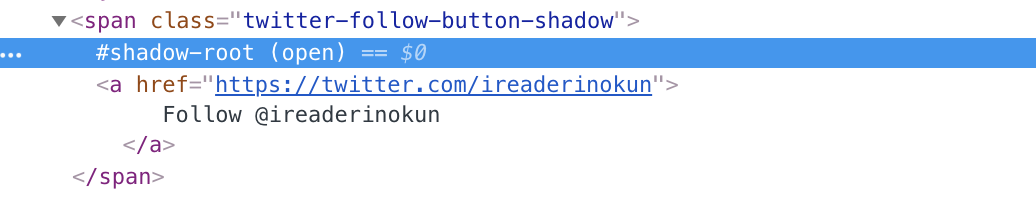 ▼<span class="twitter-follow-button-shadow">
… #shadow-root (open) == $0
<a href="https://twitter.com/ireaderinokun">
Follow @ireaderinokun
</a>
</span>